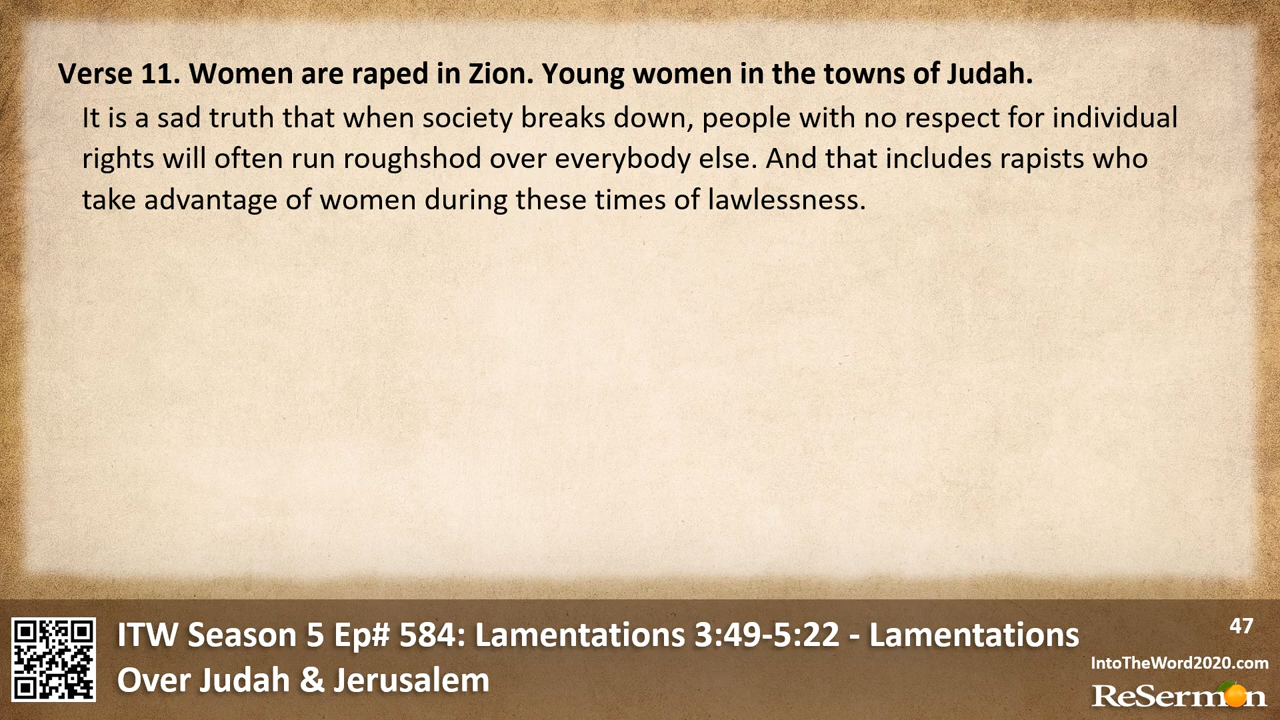 Verse 11. Women are raped in Zion. Young women in the towns of Judah.
It is a sad truth that when society breaks down, people with no respect for individual
rights will often run roughshod over everybody else. And that includes rapists who
take advantage of women during these times of lawlessness.
ITW Season 5 Ep# 584: Lamentations 3:49-5:22 - Lamentations
Over Judah & Jerusalem
47
IntoTheWord2020.com
ReSermon